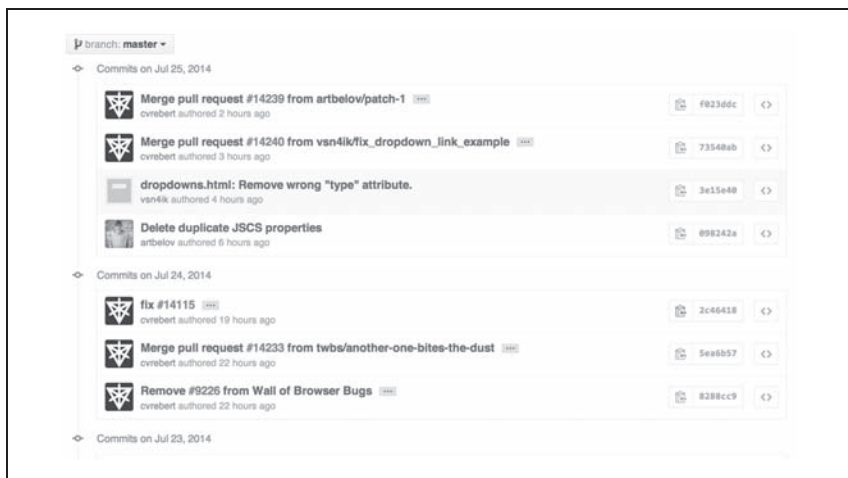 branch: master
Commits on Jul 25, 2014
Merge pull request #14239 from artbelov/patch-1
cvrebert authored 2 hours ago
f023ddc
Merge pull request #14240 from vsn4ik/fix_dropdown_link_example
cvrebert authored 3 hours ago
73540ab
dropdowns.html: Remove wrong "type" attribute.
vsn4ik authored 4 hours ago
3e15e40
Delete duplicate JSCS properties
artbelov authored 6 hours ago
098242a
Commits on Jul 24, 2014
fix #14115
cvrebert authored 19 hours ago
2c46418
Merge pull request #14233 from twbs/another-one-bites-the-dust
cvrebert authored 22 hours ago
5ea6b57
Remove #9226 from Wall of Browser Bugs
cvrebert authored 22 hours ago
8288cc9
Commits on Jul 23, 2014